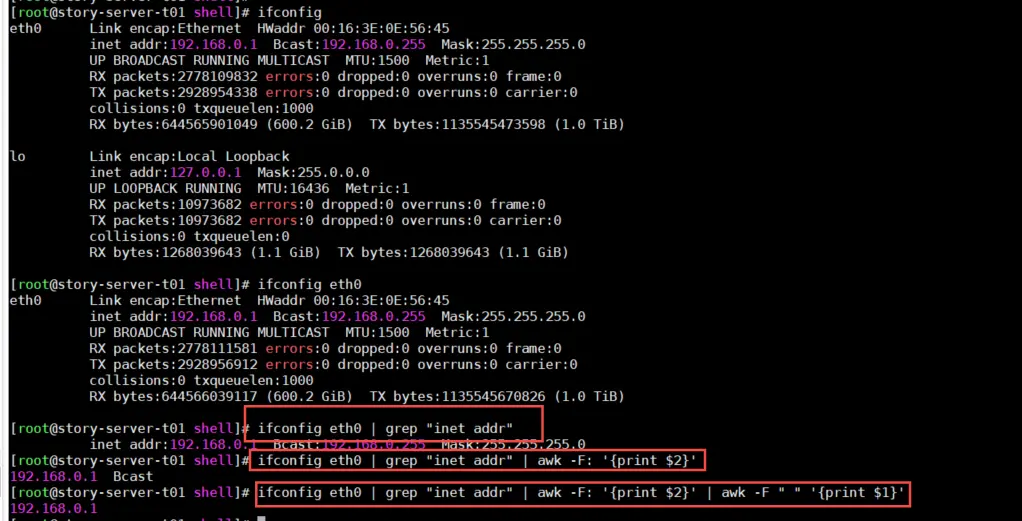 [root@story-server-t01 shell]# ifconfig
eth0 Link encap:Ethernet HWaddr 00:16:3E:0E:56:45
inet addr:192.168.0.1 Bcast:192.168.0.255 Mask:255.255.255.0
UP BROADCAST RUNNING MULTICAST MTU:1500 Metric:1
RX packets:2778109832 errors:0 dropped:0 overruns:0 frame:0
TX packets:2928954338 errors:0 dropped:0 overruns:0 carrier:0
collisions:0 txqueuelen:1000
RX bytes:644565901049 (600.2 GiB) TX bytes:1135545473598 (1.0 TiB)
lo Link encap:Local Loopback
inet addr:127.0.0.1 Mask:255.0.0.0
UP LOOPBACK RUNNING MTU:16436 Metric:1
RX packets:10973682 errors:0 dropped:0 overruns:0 frame:0
TX packets:10973682 errors:0 dropped:0 overruns:0 carrier:0
collisions:0 txqueuelen:0
RX bytes:1268039643 (1.1 GiB) TX bytes:1268039643 (1.1 GiB)
[root@story-server-t01 shell]# ifconfig eth0
eth0 Link encap:Ethernet HWaddr 00:16:3E:0E:56:45
inet addr:192.168.0.1 Bcast:192.168.0.255 Mask:255.255.255.0
UP BROADCAST RUNNING MULTICAST MTU:1500 Metric:1
RX packets:2778111581 errors:0 dropped:0 overruns:0 frame:0
TX packets:2928956912 errors:0 dropped:0 overruns:0 carrier:0
collisions:0 txqueuelen:1000
RX bytes:644566039117 (600.2 GiB) TX bytes:1135545670826 (1.0 TiB)
[root@story-server-t01 shell]# ifconfig eth0 | grep "inet addr"
inet addr:192.168.0.1 Bcast:192.168.0.255 Mask:255.255.255.0
[root@story-server-t01 shell]# ifconfig eth0 | grep "inet addr" | awk -F: '{print $2}'
192.168.0.1 Bcast
[root@story-server-t01 shell]# ifconfig eth0 | grep "inet addr" | awk -F: '{print $2}' | awk -F " " '{print $1}'
192.168.0.1